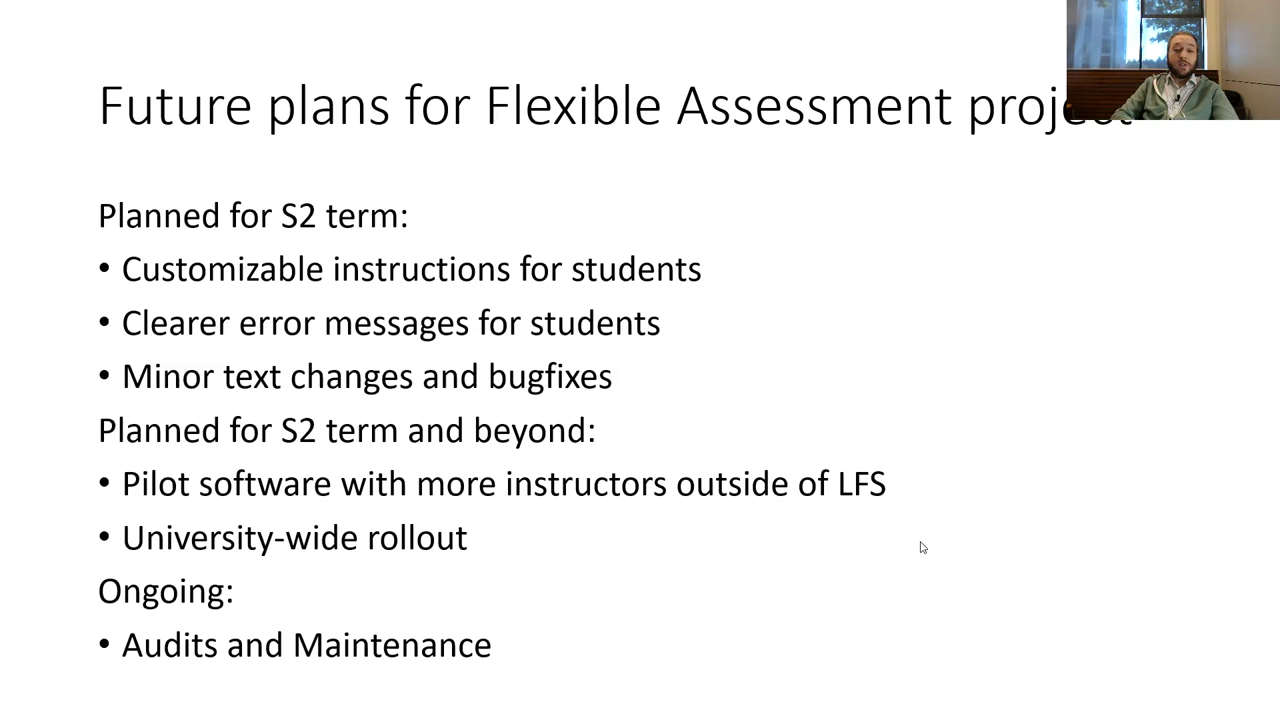 Future plans for Flexible Assessment project
Planned for S2 term:
• Customizable instructions for students
• Clearer error messages for students
• Minor text changes and bugfixes
Planned for S2 term and beyond:
• Pilot software with more instructors outside of LFS
• University-wide rollout
Ongoing:
• Audits and Maintenance